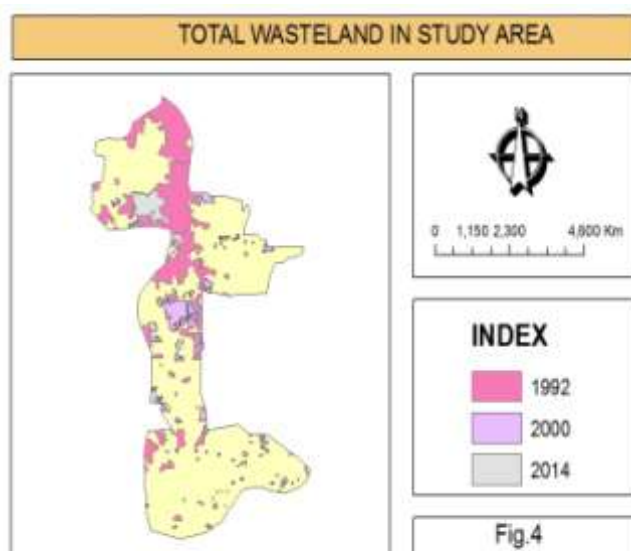 TOTAL WASTELAND IN STUDY AREA
0 1,150 2,300 4,600 Km
INDEX
1992
2000
2014
Fig.4